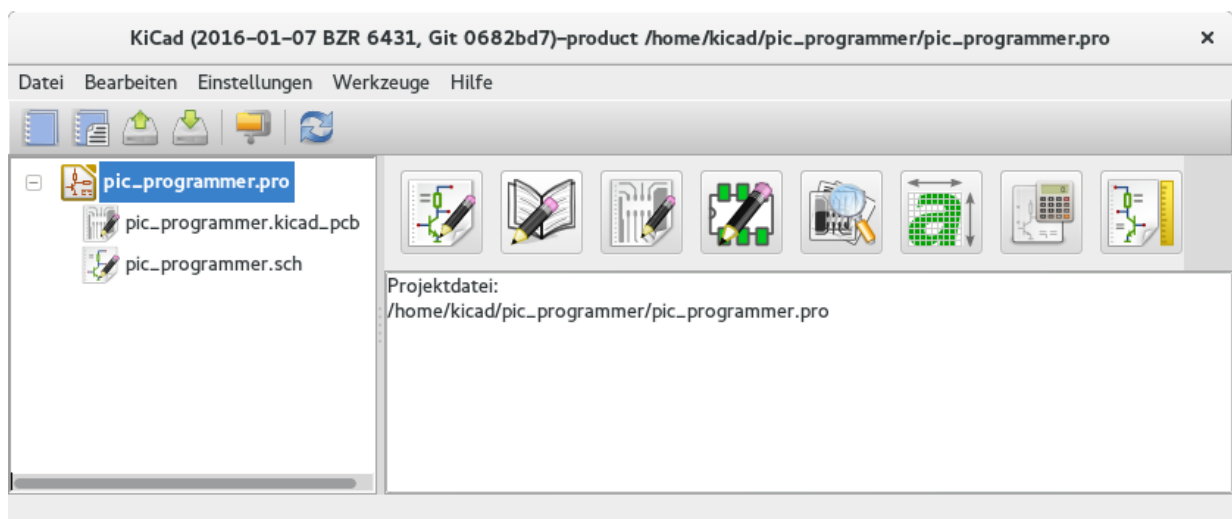 KiCad (2016-01-07 BZR 6431, Git 0682bd7)-product /home/kicad/pic_programmer/pic_programmer.pro
Datei Bearbeiten Einstellungen Werkzeuge Hilfe
pic_programmer.pro
pic_programmer.kicad_pcb
pic_programmer.sch
Projektdatei:
/home/kicad/pic_programmer/pic_programmer.pro